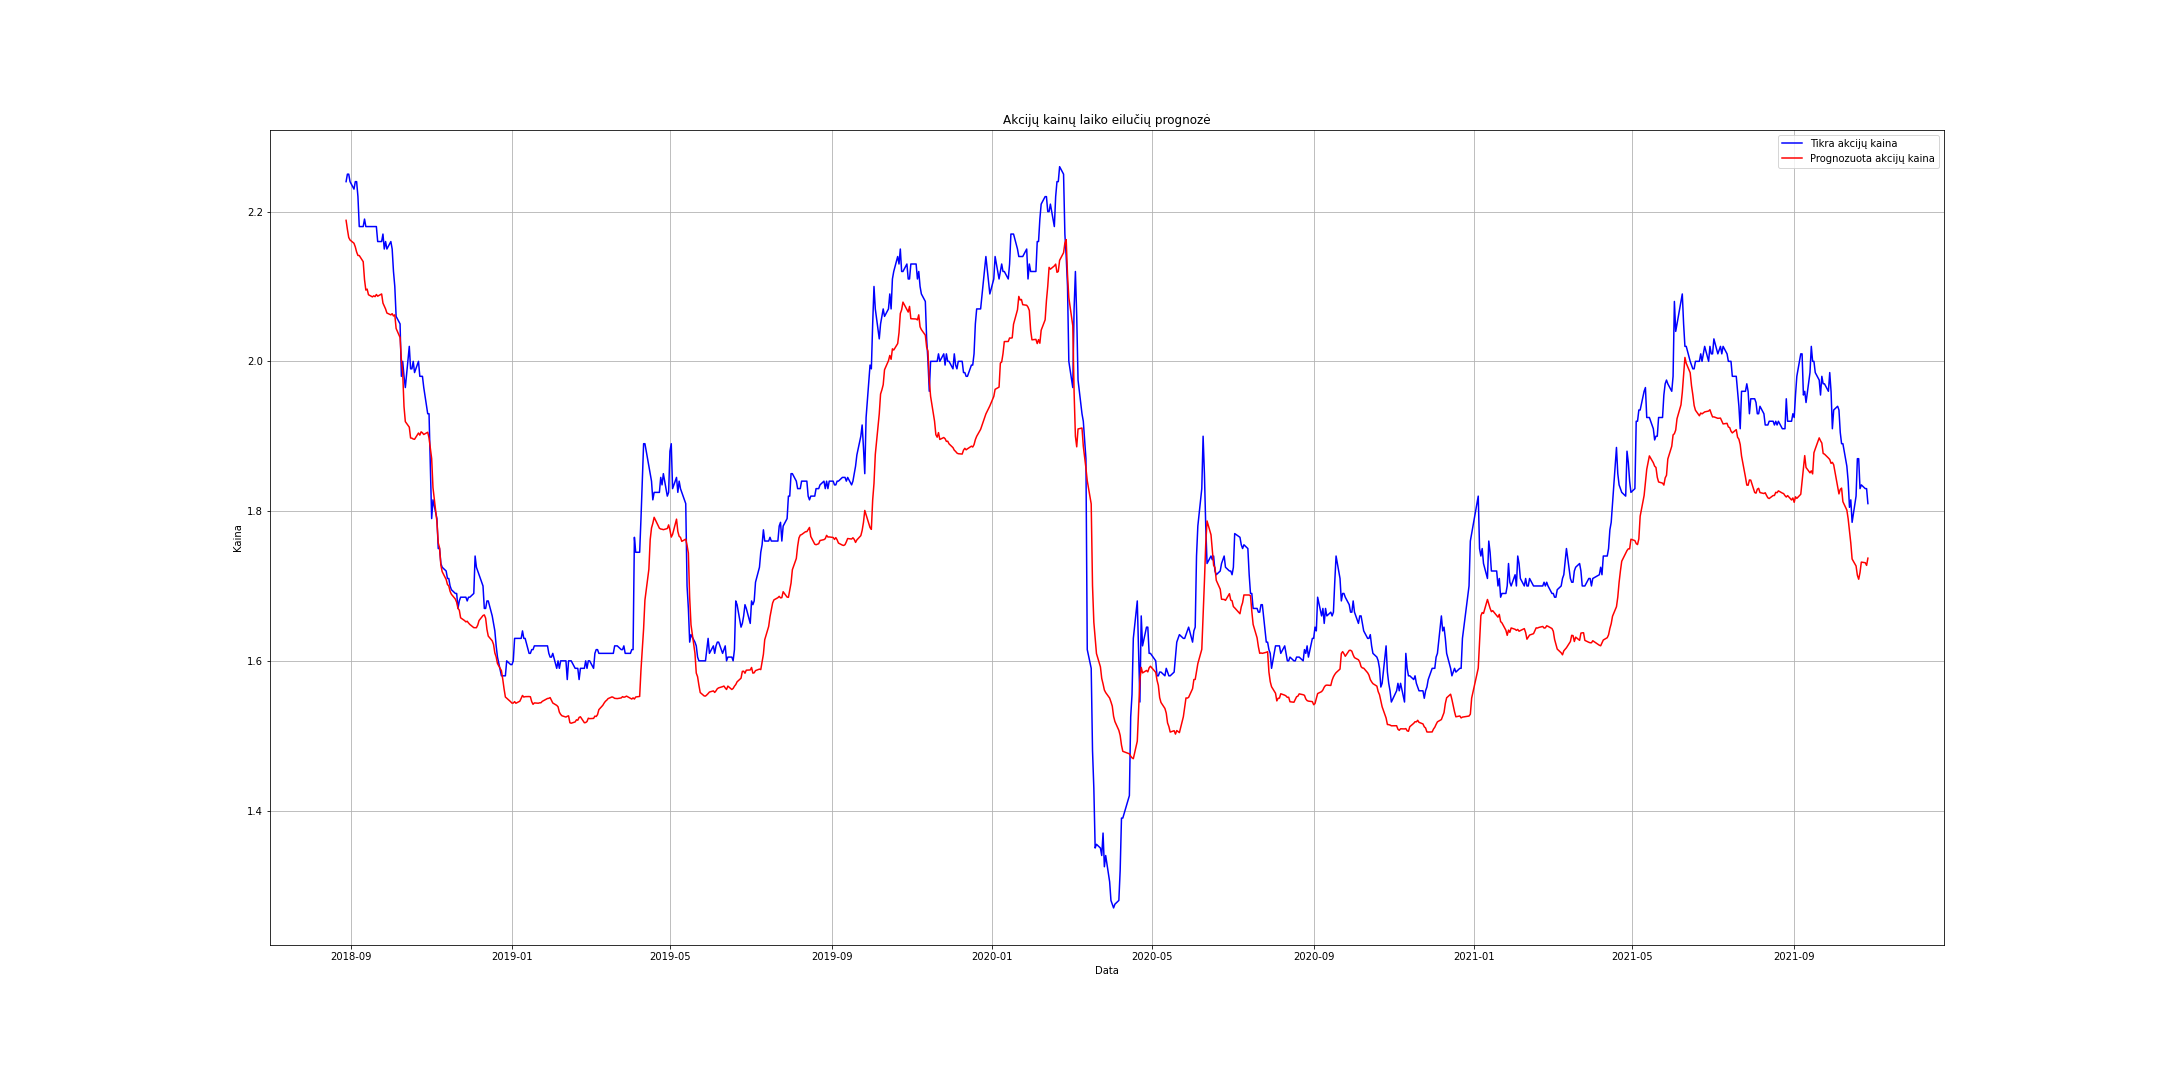 Akcijų kainų laiko eilučių prognozė
Tikra akcijų kaina
Prognozuota akcijų kaina
Kaina
2.2
2.0
1.8
1.6
1.4
2018-09 2019-01 2019-05 2019-09 2020-01 2020-05 2020-09 2021-01 2021-05 2021-09
Data